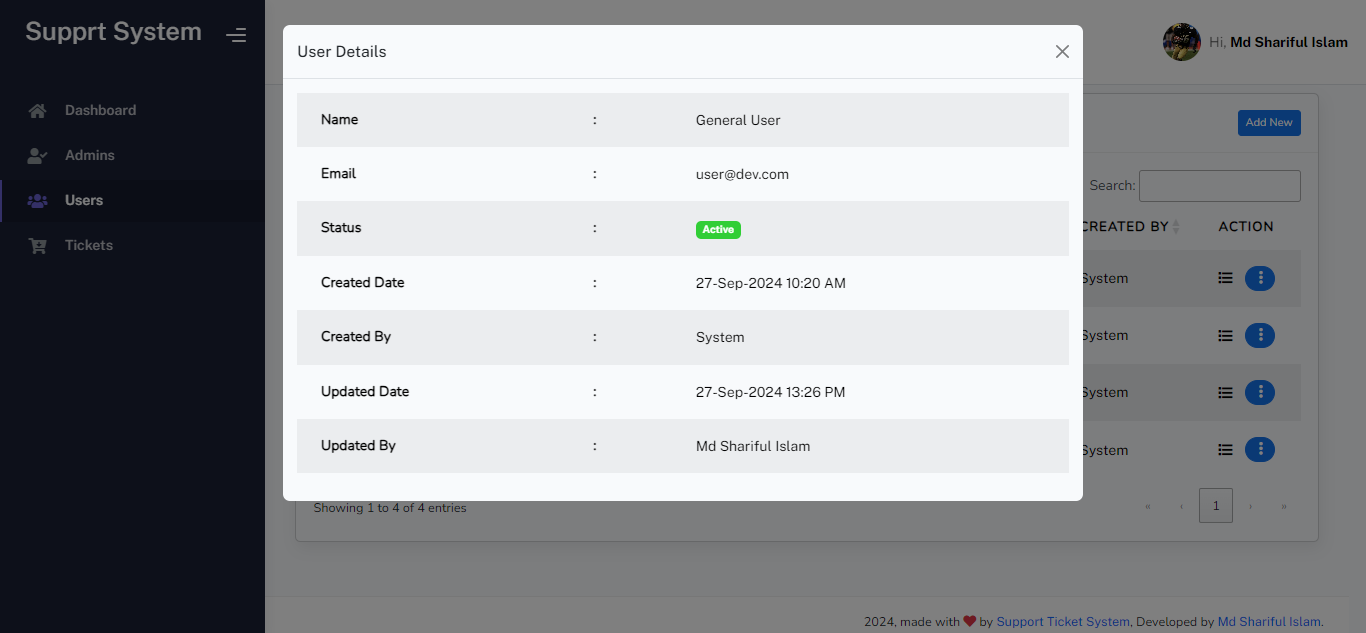 Supprt System
Hi, Md Shariful Islam
Dashboard
Admins
Users
Tickets
User Details
Name : General User
Email : user@dev.com
Status : Active
Created Date : 27-Sep-2024 10:20 AM
Created By : System
Updated Date : 27-Sep-2024 13:26 PM
Updated By : Md Shariful Islam
Add New
Search:
CREATED BY ACTION
System
System
System
System
Showing 1 to 4 of 4 entries
« ‹ 1 › »
2024, made with ❤ by Support Ticket System, Developed by Md Shariful Islam.